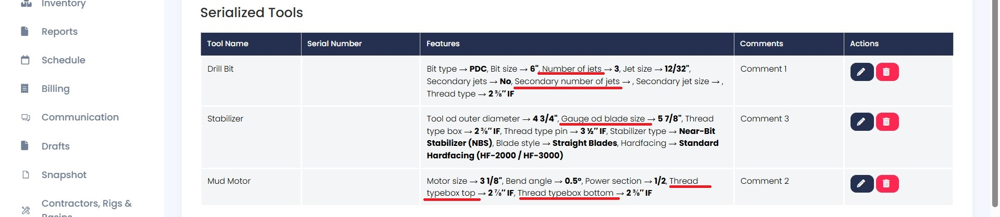 Inventory
Reports
Schedule
Billing
Communication
Drafts
Snapshot
Contractors, Rigs &
Serialized Tools
Tool Name Serial Number Features Comments Actions
Drill Bit Bit type → PDC, Bit size → 6", Number of jets → 3, Jet size → 12/32", Comment 1
Secondary jets → No, Secondary number of jets → , Secondary jet size → ,
Thread type → 2 ⅜″ IF
Stabilizer Tool od outer diameter → 4 3/4", Gauge od blade size → 5 7/8", Thread Comment 3
type box → 2 ⅜″ IF, Thread type pin → 3 ½″ IF, Stabilizer type → Near-Bit
Stabilizer (NBS), Blade style → Straight Blades, Hardfacing → Standard
Hardfacing (HF-2000 / HF-3000)
Mud Motor Motor size → 3 1/8", Bend angle → 0.5°, Power section → 1/2, Thread Comment 2
typebox top → 2 ⅞″ IF, Thread typebox bottom → 2 ⅜″ IF